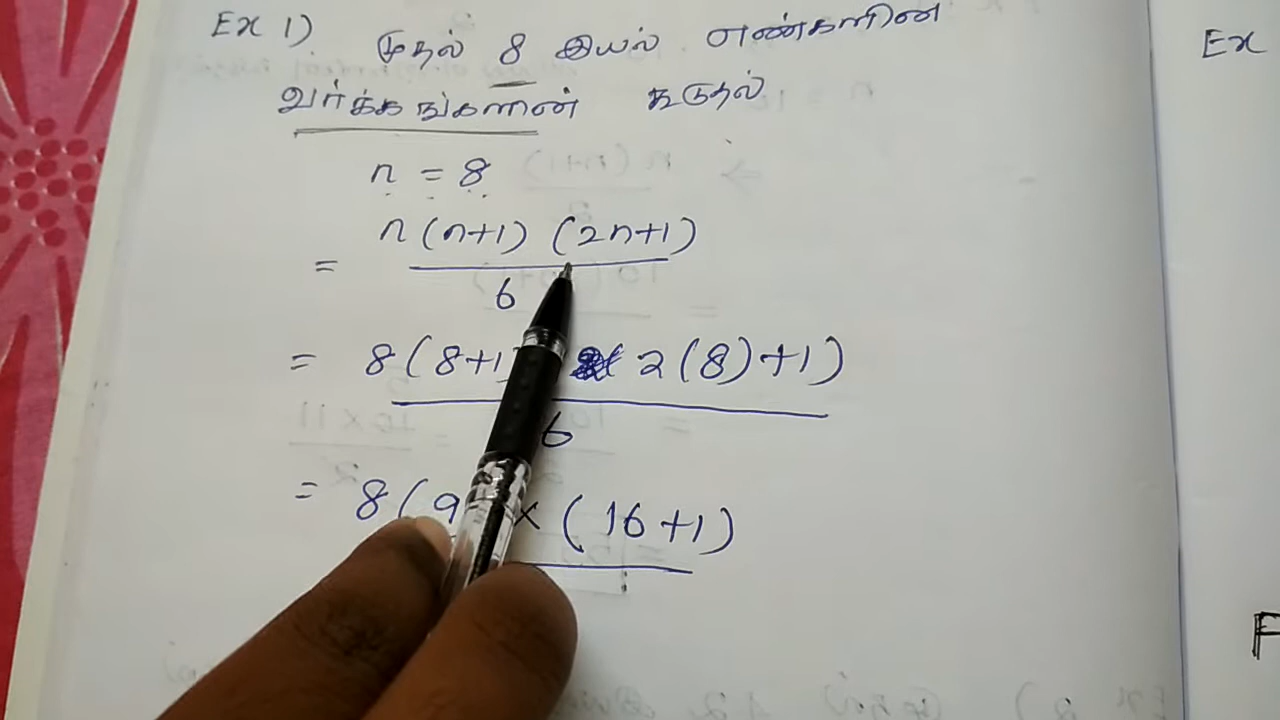 Ex 1) முதல் 8 இயல் எண்களின்
வர்க்கங்களின் கூடுதல்
n = 8
= n(n+1) (2n+1)
6
= 8(8+1) 2(8)+1)
6
= 8(9 × (16+1)
Ex